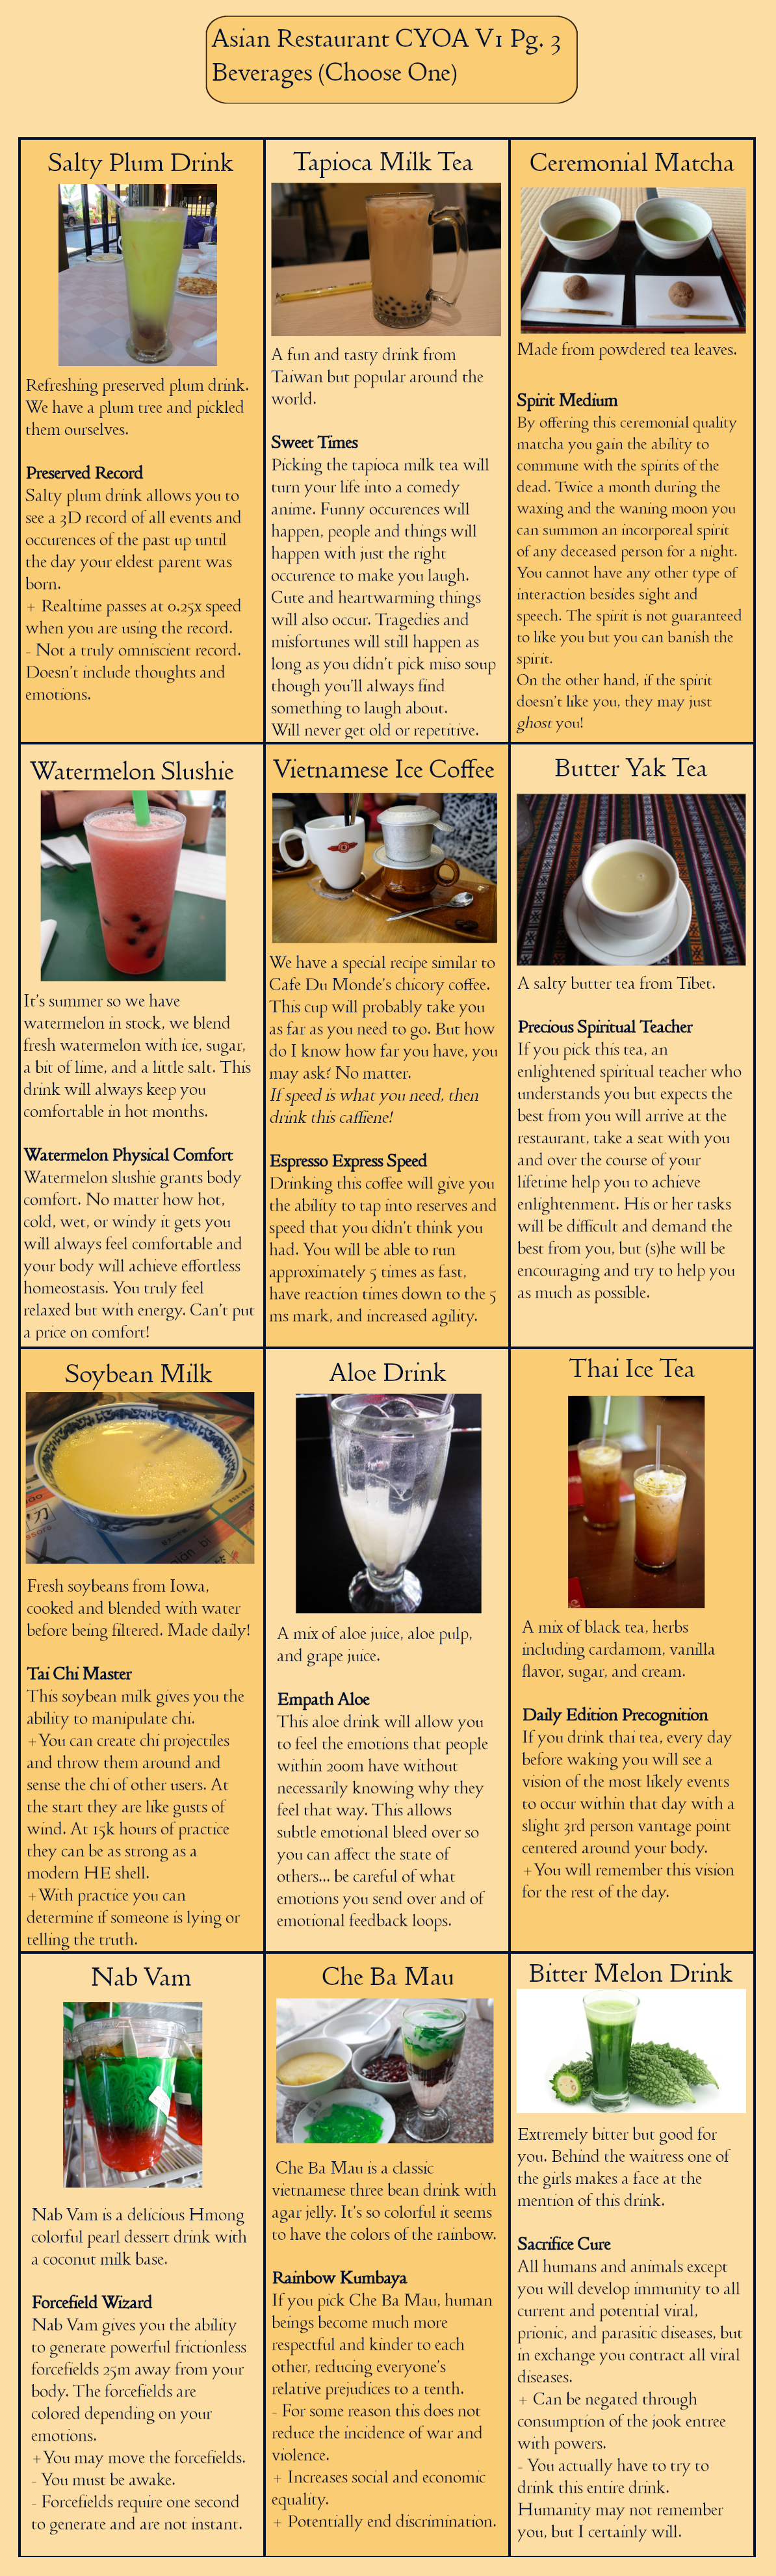 Asian Restaurant CYOA V1 Pg. 3
Beverages (Choose One)
Salty Plum Drink
Refreshing preserved plum drink.
We have a plum tree and pickled
them ourselves.
Preserved Record
Salty plum drink allows you to
see a 3D record of all events and
occurences of the past up until
the day your eldest parent was
born.
+ Realtime passes at 0.25x speed
when you are using the record.
- Not a truly omniscient record.
Doesn't include thoughts and
emotions.
Tapioca Milk Tea
A fun and tasty drink from
Taiwan but popular around the
world.
Sweet Times
Picking the tapioca milk tea will
turn your life into a comedy
anime. Funny occurences will
happen, people and things will
happen with just the right
occurence to make you laugh.
Cute and heartwarming things
will also occur. Tragedies and
misfortunes will still happen as
long as you didn't pick miso soup
though you'll always find
something to laugh about.
Will never get old or repetitive.
Ceremonial Matcha
Made from powdered tea leaves.
Spirit Medium
By offering this ceremonial quality
matcha you gain the ability to
commune with the spirits of the
dead. Twice a month during the
waxing and the waning moon you
can summon an incorporeal spirit
of any deceased person for a night.
You cannot have any other type of
interaction besides sight and
speech. The spirit is not guaranteed
to like you but you can banish the
spirit.
On the other hand, if the spirit
doesn't like you, they may just
ghost you!
Watermelon Slushie
It's summer so we have
watermelon in stock, we blend
fresh watermelon with ice, sugar,
a bit of lime, and a little salt. This
drink will always keep you
comfortable in hot months.
Watermelon Physical Comfort
Watermelon slushie grants body
comfort. No matter how hot,
cold, wet, or windy it gets you
will always feel comfortable and
your body will achieve effortless
homeostasis. You truly feel
relaxed but with energy. Can't put
a price on comfort!
Vietnamese Ice Coffee
We have a special recipe similar to
Cafe Du Monde's chicory coffee.
This cup will probably take you
as far as you need to go. But how
do I know how far you have, you
may ask? No matter.
If speed is what you need, then
drink this caffiene!
Espresso Express Speed
Drinking this coffee will give you
the ability to tap into reserves and
speed that you didn't think you
had. You will be able to run
approximately 5 times as fast,
have reaction times down to the 5
ms mark, and increased agility.
Butter Yak Tea
A salty butter tea from Tibet.
Precious Spiritual Teacher
If you pick this tea, an
enlightened spiritual teacher who
understands you but expects the
best from you will arrive at the
restaurant, take a seat with you
and over the course of your
lifetime help you to achieve
enlightenment. His or her tasks
will be difficult and demand the
best from you, but (s)he will be
encouraging and try to help you
as much as possible.
Soybean Milk
Fresh soybeans from Iowa,
cooked and blended with water
before being filtered. Made daily!
Tai Chi Master
This soybean milk gives you the
ability to manipulate chi.
+You can create chi projectiles
and throw them around and
sense the chi of other users. At
the start they are like gusts of
wind. At 15k hours of practice
they can be as strong as a
modern HE shell.
+With practice you can
determine if someone is lying or
telling the truth.
Aloe Drink
A mix of aloe juice, aloe pulp,
and grape juice.
Empath Aloe
This aloe drink will allow you
to feel the emotions that people
within 200m have without
necessarily knowing why they
feel that way. This allows
subtle emotional bleed over so
you can affect the state of
others... be careful of what
emotions you send over and of
emotional feedback loops.
Thai Ice Tea
A mix of black tea, herbs
including cardamom, vanilla
flavor, sugar, and cream.
Daily Edition Precognition
If you drink thai tea, every day
before waking you will see a
vision of the most likely events
to occur within that day with a
slight 3rd person vantage point
centered around your body.
+You will remember this vision
for the rest of the day.
Nab Vam
Nab Vam is a delicious Hmong
colorful pearl dessert drink with
a coconut milk base.
Forcefield Wizard
Nab Vam gives you the ability
to generate powerful frictionless
forcefields 25m away from your
body. The forcefields are
colored depending on your
emotions.
+You may move the forcefields.
- You must be awake.
- Forcefields require one second
to generate and are not instant.
Che Ba Mau
Che Ba Mau is a classic
vietnamese three bean drink with
agar jelly. It's so colorful it seems
to have the colors of the rainbow.
Rainbow Kumbaya
If you pick Che Ba Mau, human
beings become much more
respectful and kinder to each
other, reducing everyone's
relative prejudices to a tenth.
- For some reason this does not
reduce the incidence of war and
violence.
+ Increases social and economic
equality.
+ Potentially end discrimination.
Bitter Melon Drink
Extremely bitter but good for
you. Behind the waitress one of
the girls makes a face at the
mention of this drink.
Sacrifice Cure
All humans and animals except
you will develop immunity to all
current and potential viral,
prionic, and parasitic diseases, but
in exchange you contract all viral
diseases.
+ Can be negated through
consumption of the jook entree
with powers.
- You actually have to try to
drink this entire drink.
Humanity may not remember
you, but I certainly will.